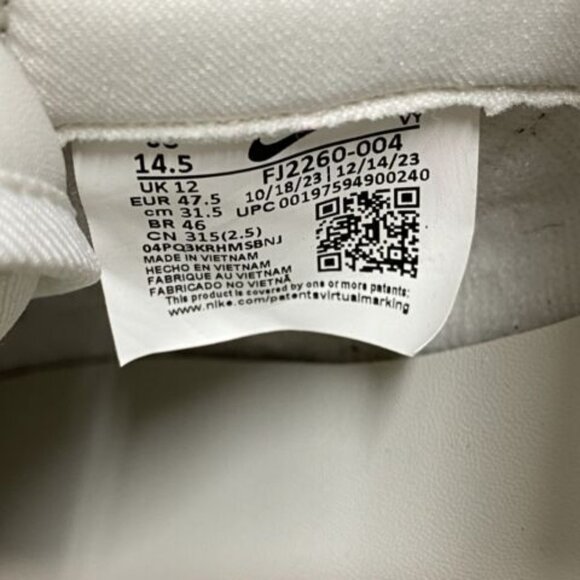 VY
14.5
FJ2260-004
UK 12
10/18/23 | 12/14/23
EUR 47.5
UPC 00197594900240
cm 31.5
BR 46
CN 315(2.5)
04PQ3KRHMSBNJ
MADE IN VIETNAM
HECHO EN VIETNAM
FABRIQUE AU VIETNAM
FABRICADO NO VIETNÃ
This product is covered by one or more patents:
www.nike.com/patentsvirtualmarking